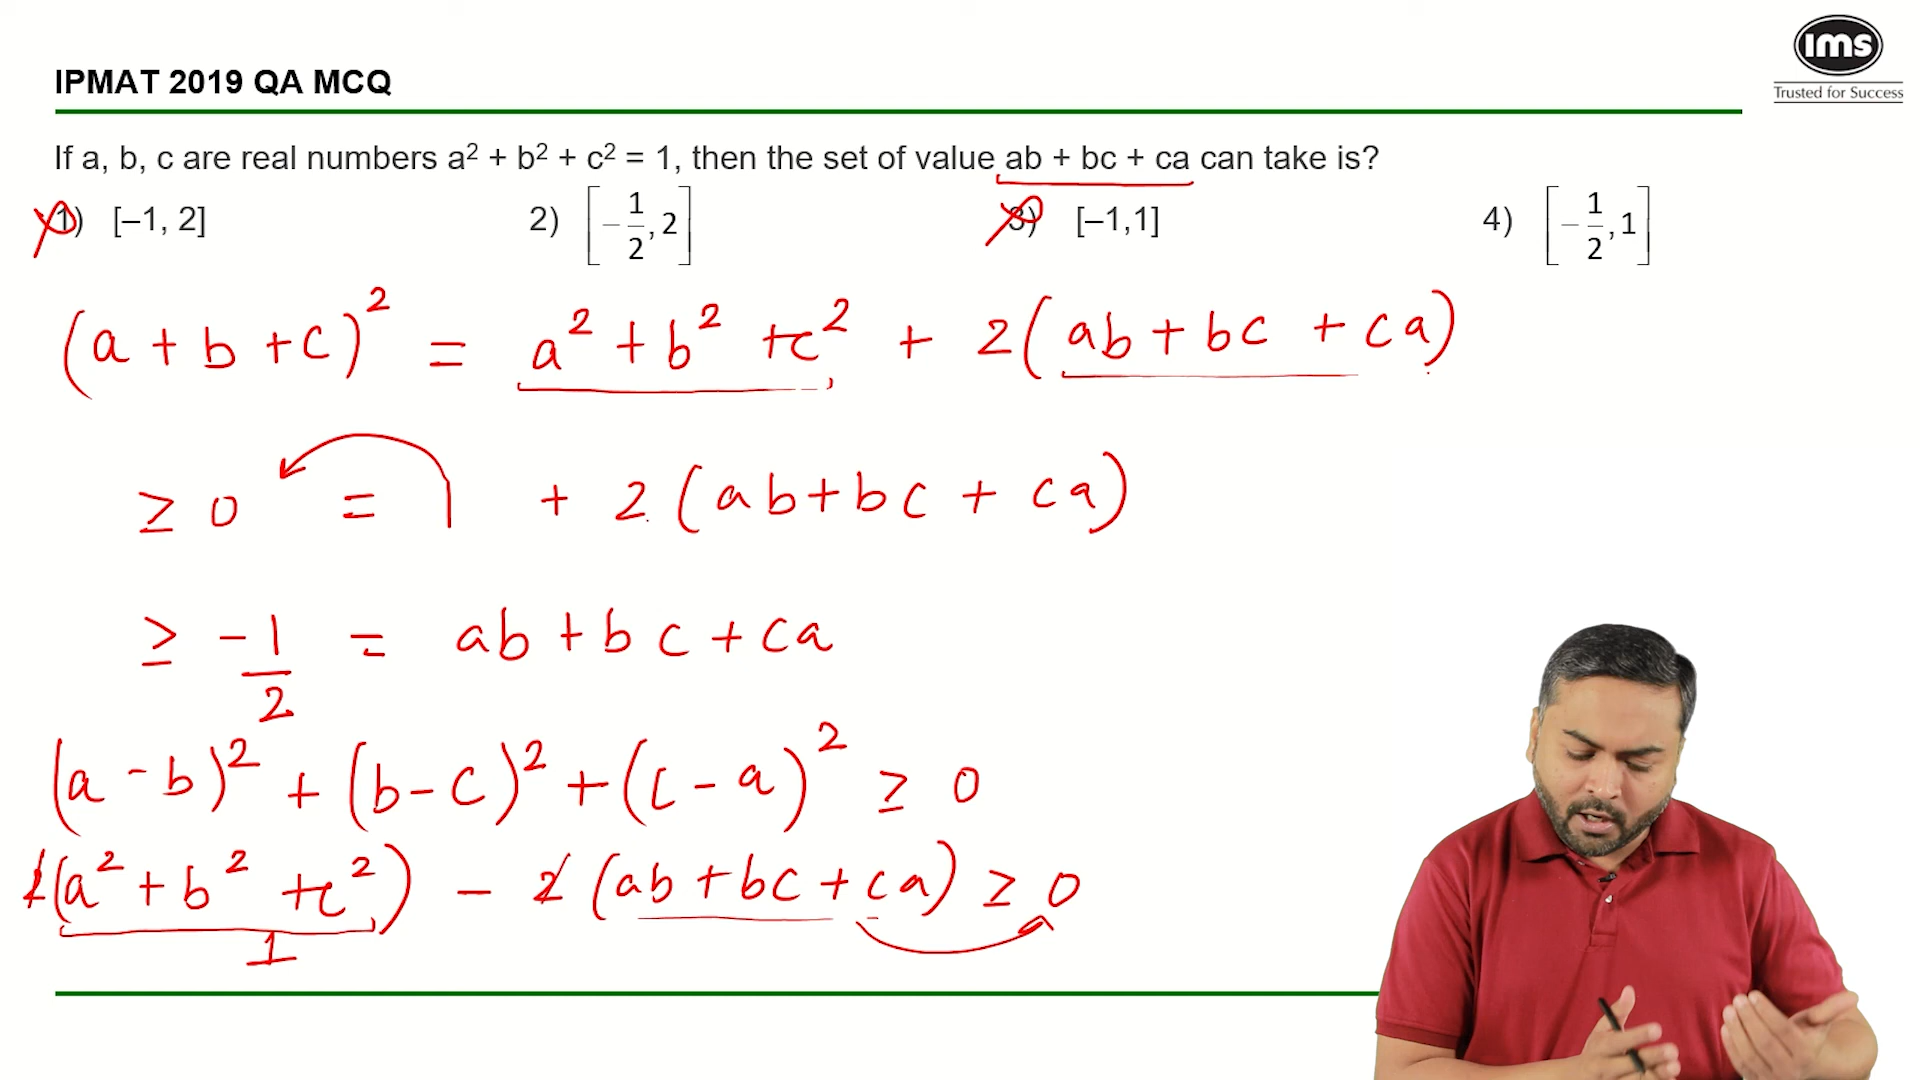 ims
Trusted for Success
IPMAT 2019 QA MCQ
If a, b, c are real numbers a² + b² + c² = 1, then the set of value ab + bc + ca can take is?
1) [–1, 2] 2) [–1/2, 2] 3) [–1,1] 4) [–1/2, 1]
(a + b + c)² = a² + b² + c² + 2(ab + bc + ca)
≥ 0 = 1 + 2(ab + bc + ca)
≥ -1/2 = ab + bc + ca
(a - b)² + (b - c)² + (c - a)² ≥ 0
2(a² + b² + c²) - 2(ab + bc + ca) ≥ 0
1